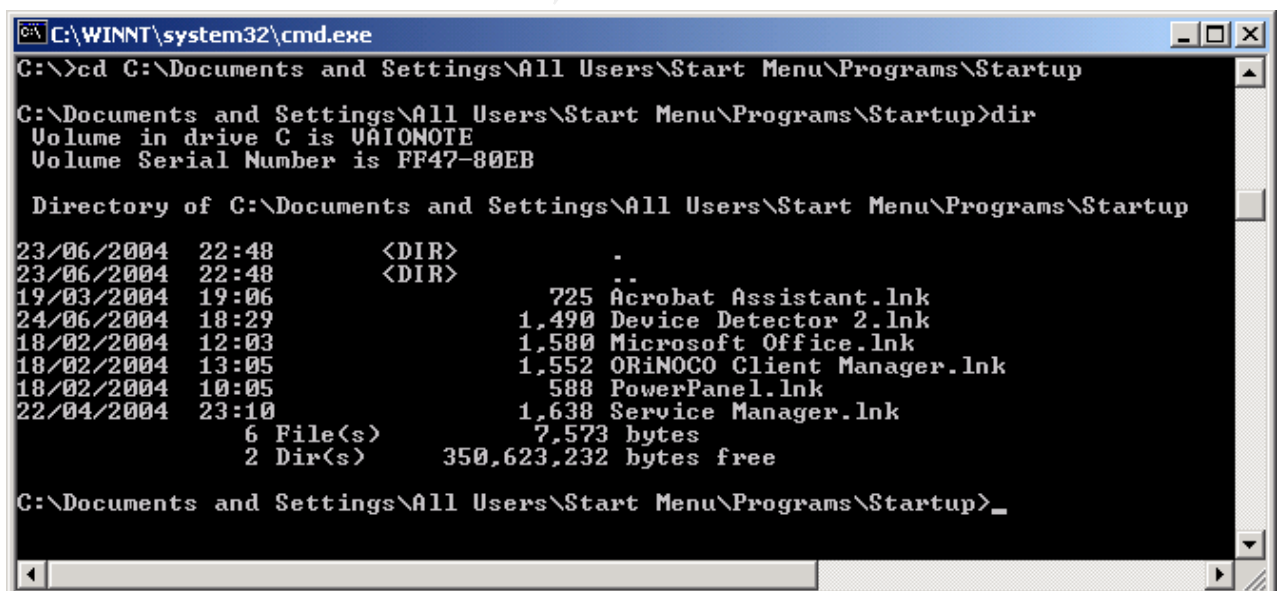 C:\WINNT\system32\cmd.exe
C:\>cd C:\Documents and Settings\All Users\Start Menu\Programs\Startup
C:\Documents and Settings\All Users\Start Menu\Programs\Startup>dir
Volume in drive C is VAIONOTE
Volume Serial Number is FF47-80EB
Directory of C:\Documents and Settings\All Users\Start Menu\Programs\Startup
23/06/2004  22:48       <DIR>          .
23/06/2004  22:48       <DIR>          ..
19/03/2004  19:06                  725 Acrobat Assistant.lnk
24/06/2004  18:29                1,490 Device Detector 2.lnk
18/02/2004  12:03                1,580 Microsoft Office.lnk
18/02/2004  13:05                1,552 ORiNOCO Client Manager.lnk
18/02/2004  10:05                  588 PowerPanel.lnk
22/04/2004  23:10                1,638 Service Manager.lnk
6 File(s)          7,573 bytes
2 Dir(s)     350,623,232 bytes free
C:\Documents and Settings\All Users\Start Menu\Programs\Startup>_